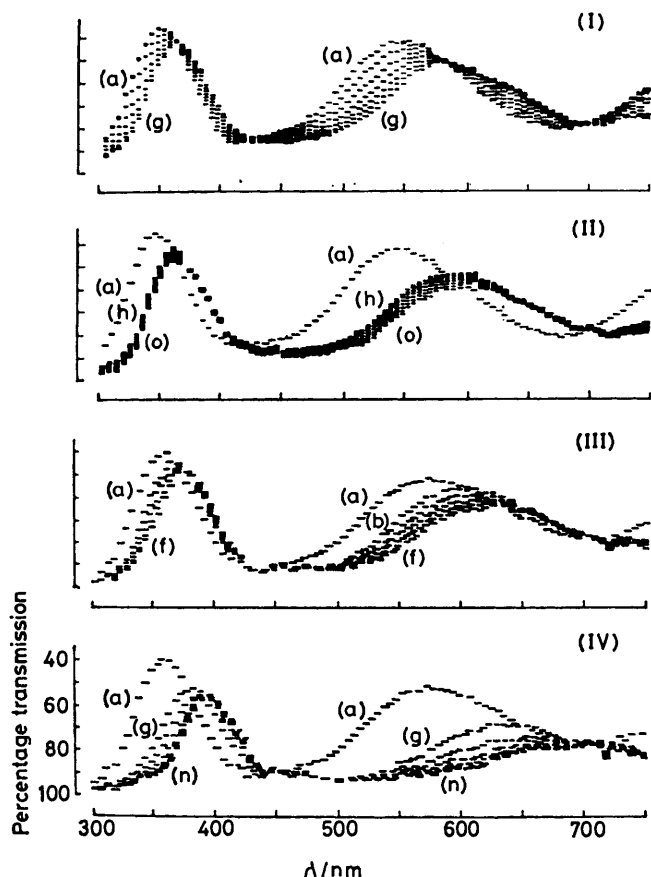 (I)
(a)
(a)
(g)
(g)
(II)
(a)
(a)
(h)
(h)
(o)
(o)
(III)
(a)
(a)
(b)
(f)
(f)
(IV)
Percentage transmission
40
60
80
100
(a)
(a)
(g)
(g)
(n)
(n)
300 400 500 600 700
λ/nm